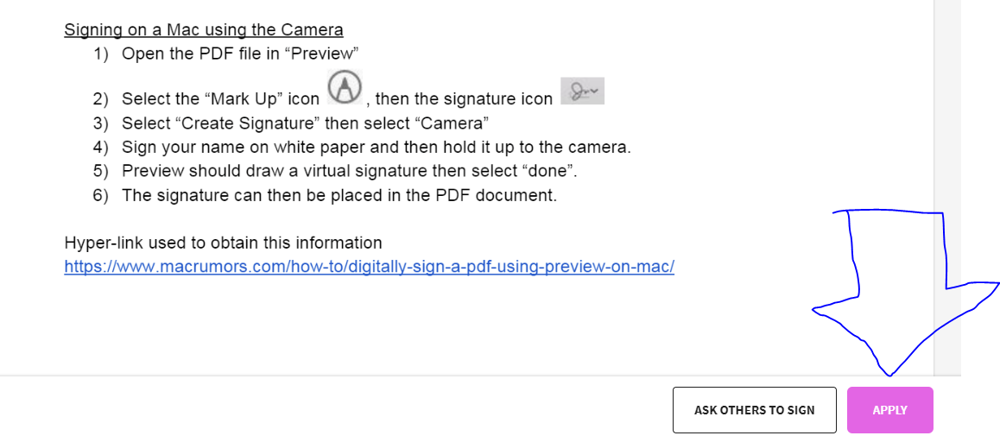 Signing on a Mac using the Camera
1) Open the PDF file in “Preview”
2) Select the “Mark Up” icon , then the signature icon
3) Select “Create Signature” then select “Camera”
4) Sign your name on white paper and then hold it up to the camera.
5) Preview should draw a virtual signature then select “done”.
6) The signature can then be placed in the PDF document.
Hyper-link used to obtain this information
https://www.macrumors.com/how-to/digitally-sign-a-pdf-using-preview-on-mac/
ASK OTHERS TO SIGN
APPLY